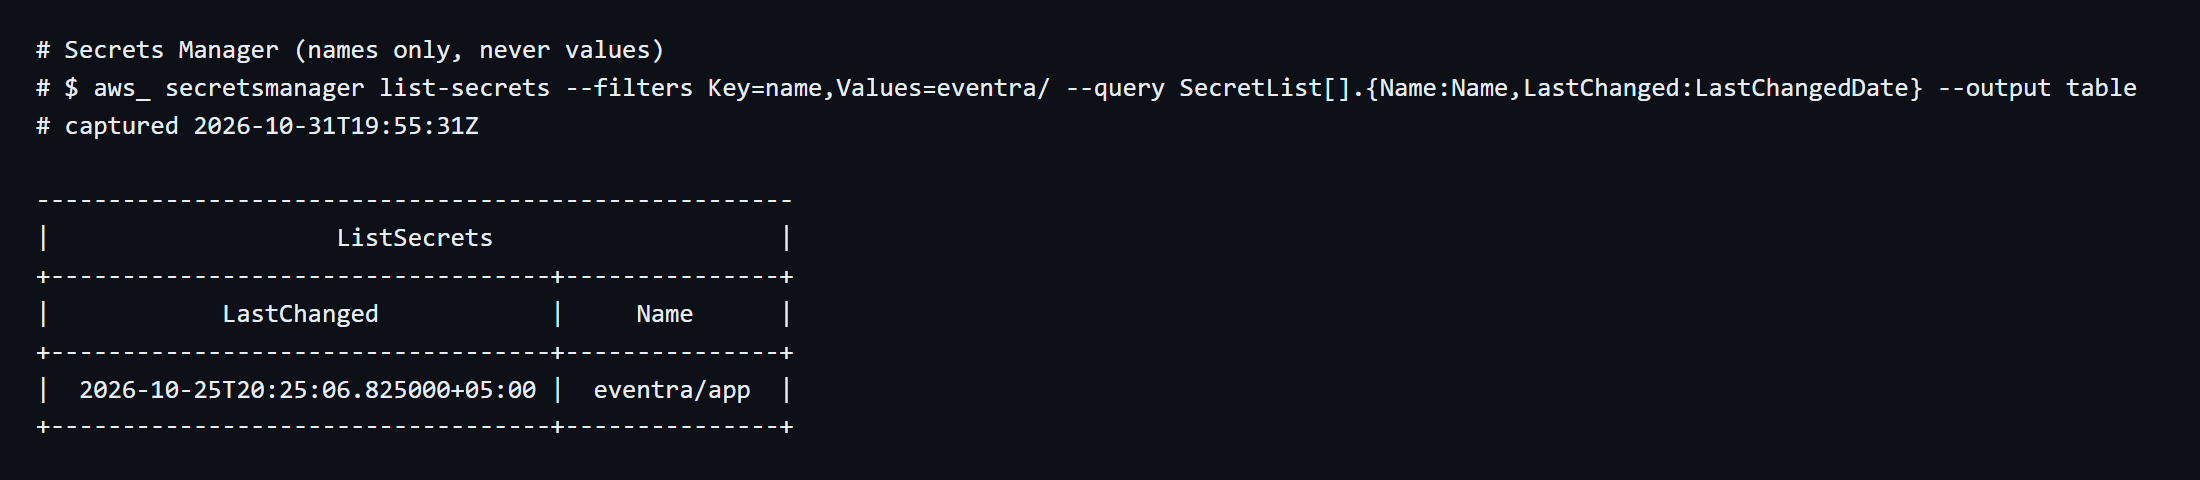 # Secrets Manager (names only, never values)
# $ aws_ secretsmanager list-secrets --filters Key=name,Values=eventra/ --query SecretList[].{Name:Name,LastChanged:LastChangedDate} --output table
# captured 2026-10-31T19:55:31Z

-----------------------------------------------------
|                    ListSecrets                    |
+-----------------------------------+---------------+
|            LastChanged            |     Name      |
+-----------------------------------+---------------+
|  2026-10-25T20:25:06.825000+05:00 |  eventra/app  |
+-----------------------------------+---------------+